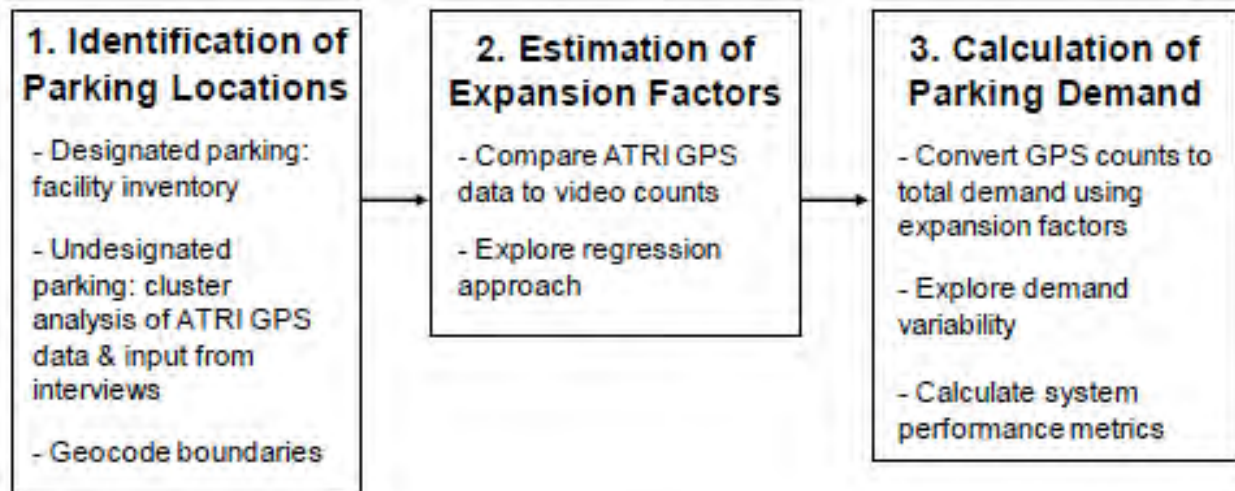 1. Identification of
Parking Locations
- Designated parking:
facility inventory
- Undesignated
parking: cluster
analysis of ATRI GPS
data & input from
interviews
- Geocode boundaries
2. Estimation of
Expansion Factors
- Compare ATRI GPS
data to video counts
- Explore regression
approach
3. Calculation of
Parking Demand
- Convert GPS counts to
total demand using
expansion factors
- Explore demand
variability
- Calculate system
performance metrics